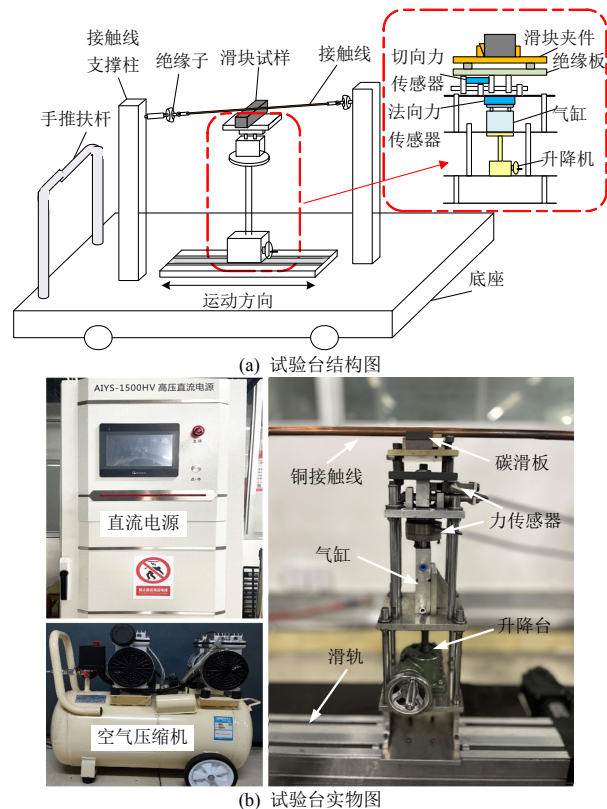 接触线
支撑柱
绝缘子
滑块试样
接触线
手推扶杆
切向力
传感器
法向力
传感器
滑块夹件
绝缘板
气缸
升降机
运动方向
底座
(a) 试验台结构图
AIYS-1500HV 高压直流电源
直流电源
空气压缩机
铜接触线
碳滑板
力传感器
气缸
升降台
滑轨
(b) 试验台实物图